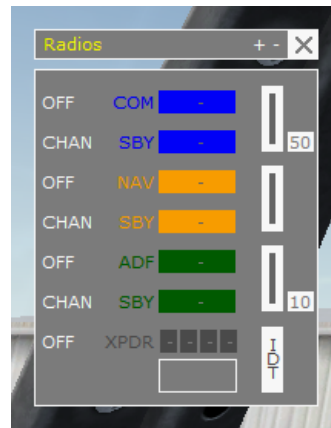 Radios + - X
OFF COM -
CHAN SBY - 50
OFF NAV -
CHAN SBY -
OFF ADF -
CHAN SBY - 10
OFF XPDR - - - - IDT